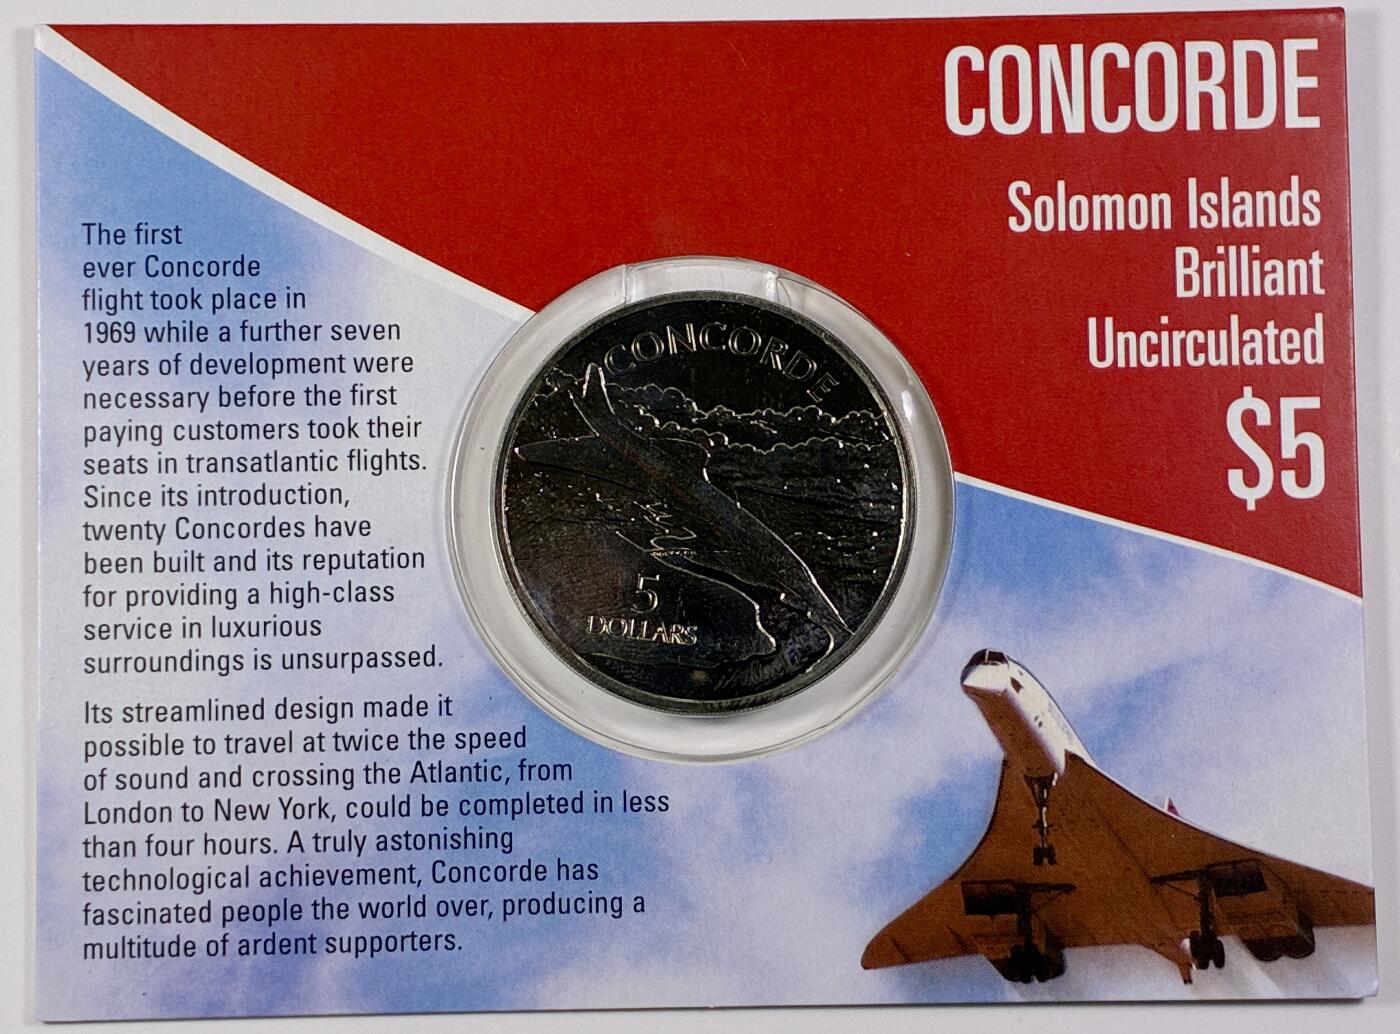 CONCORDE
Solomon Islands
Brilliant
Uncirculated
$5
The first
ever Concorde
flight took place in
1969 while a further seven
years of development were
necessary before the first
paying customers took their
seats in transatlantic flights.
Since its introduction,
twenty Concordes have
been built and its reputation
for providing a high-class
service in luxurious
surroundings is unsurpassed.
Its streamlined design made it
possible to travel at twice the speed
of sound and crossing the Atlantic, from
London to New York, could be completed in less
than four hours. A truly astonishing
technological achievement, Concorde has
fascinated people the world over, producing a
multitude of ardent supporters.
CONCORDE
5
DOLLARS